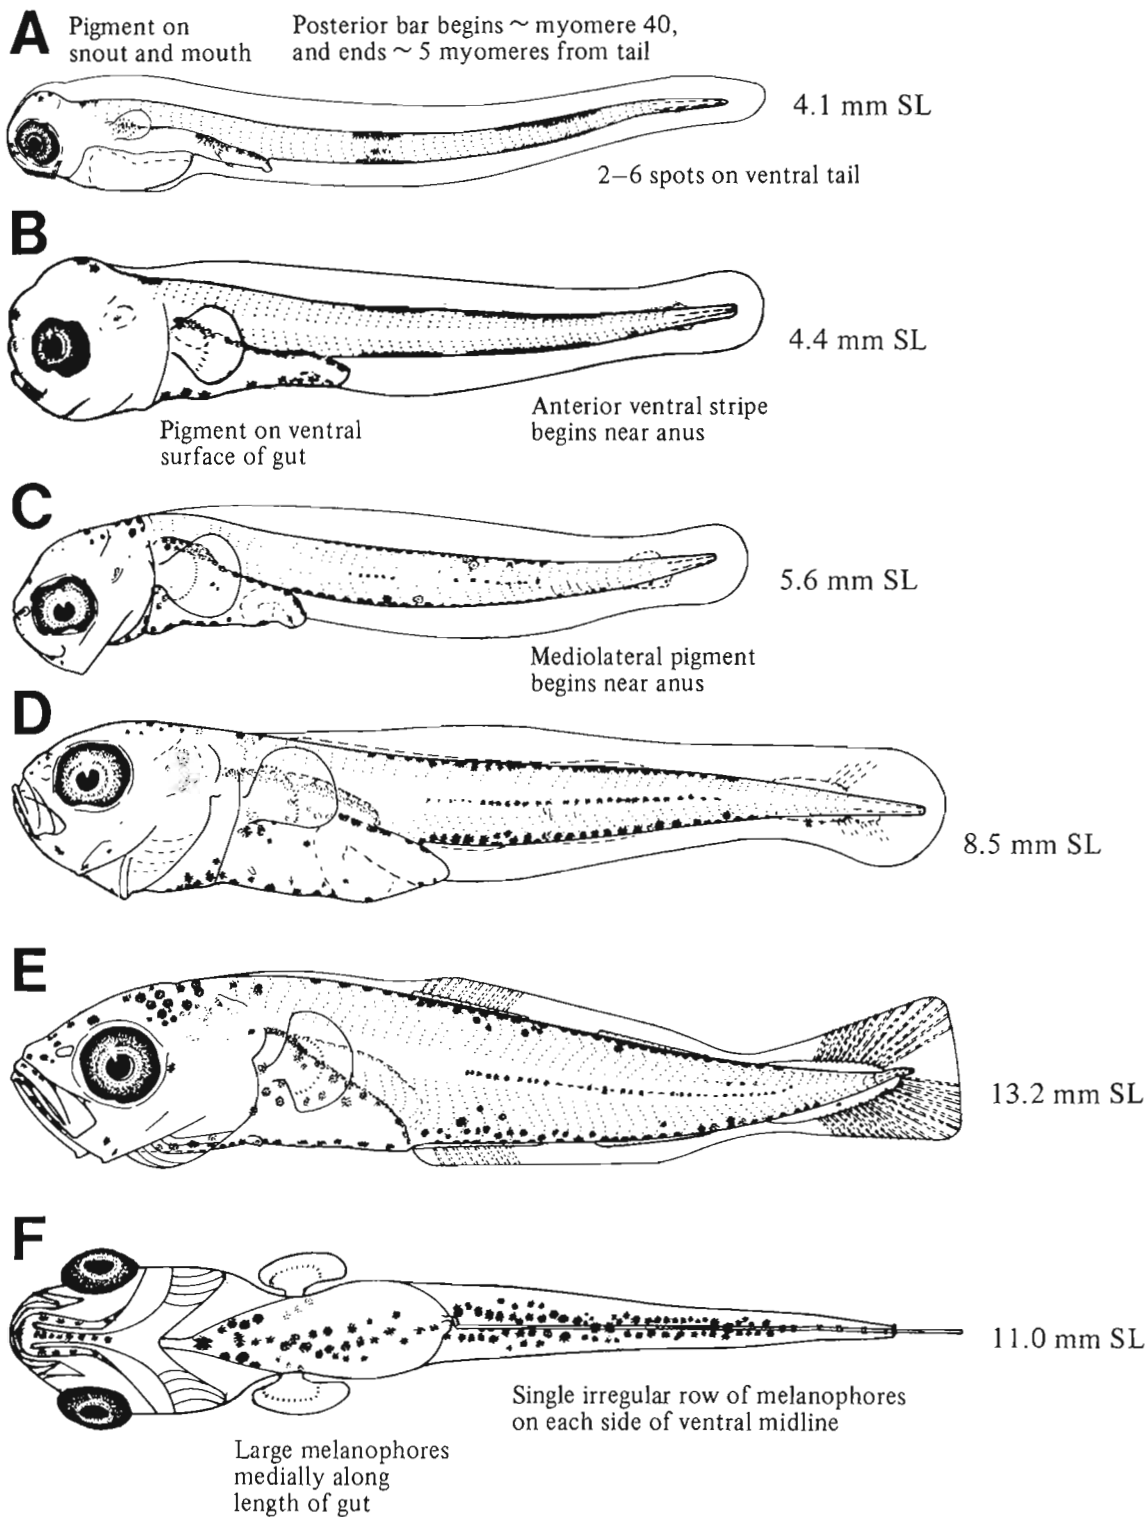 A
Pigment on
snout and mouth
Posterior bar begins ~ myomere 40,
and ends ~ 5 myomeres from tail
4.1 mm SL
2–6 spots on ventral tail
B
4.4 mm SL
Pigment on ventral
surface of gut
Anterior ventral stripe
begins near anus
C
5.6 mm SL
Mediolateral pigment
begins near anus
D
8.5 mm SL
E
13.2 mm SL
F
11.0 mm SL
Single irregular row of melanophores
on each side of ventral midline
Large melanophores
medially along
length of gut